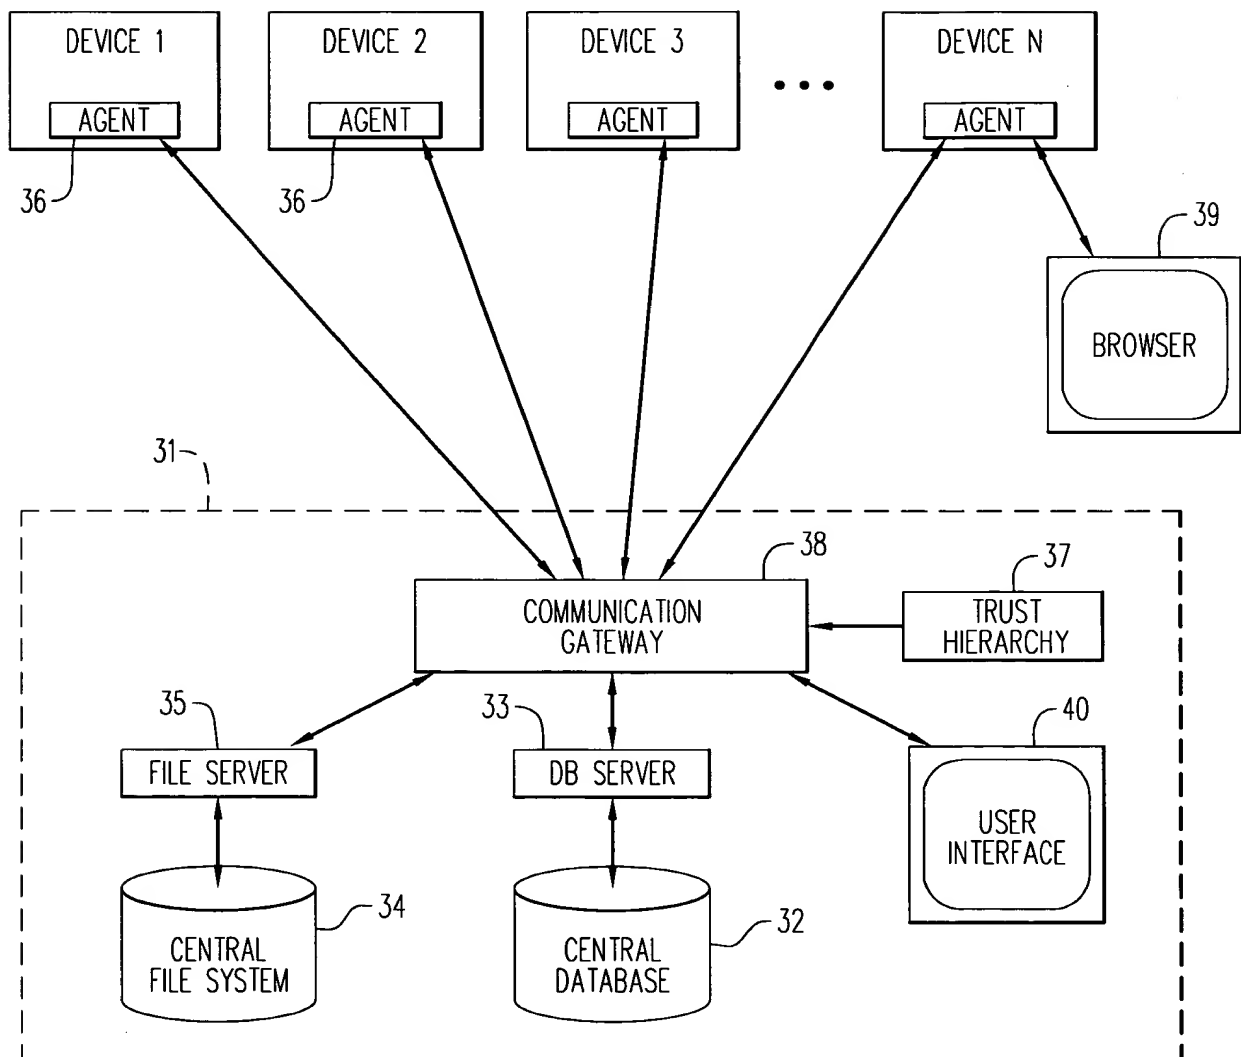 DEVICE 1
DEVICE 2
DEVICE 3
DEVICE N
AGENT
AGENT
AGENT
AGENT
36
36
39
BROWSER
31
38
37
COMMUNICATION
GATEWAY
TRUST
HIERARCHY
35
33
40
FILE SERVER
DB SERVER
USER
INTERFACE
34
32
CENTRAL
FILE SYSTEM
CENTRAL
DATABASE